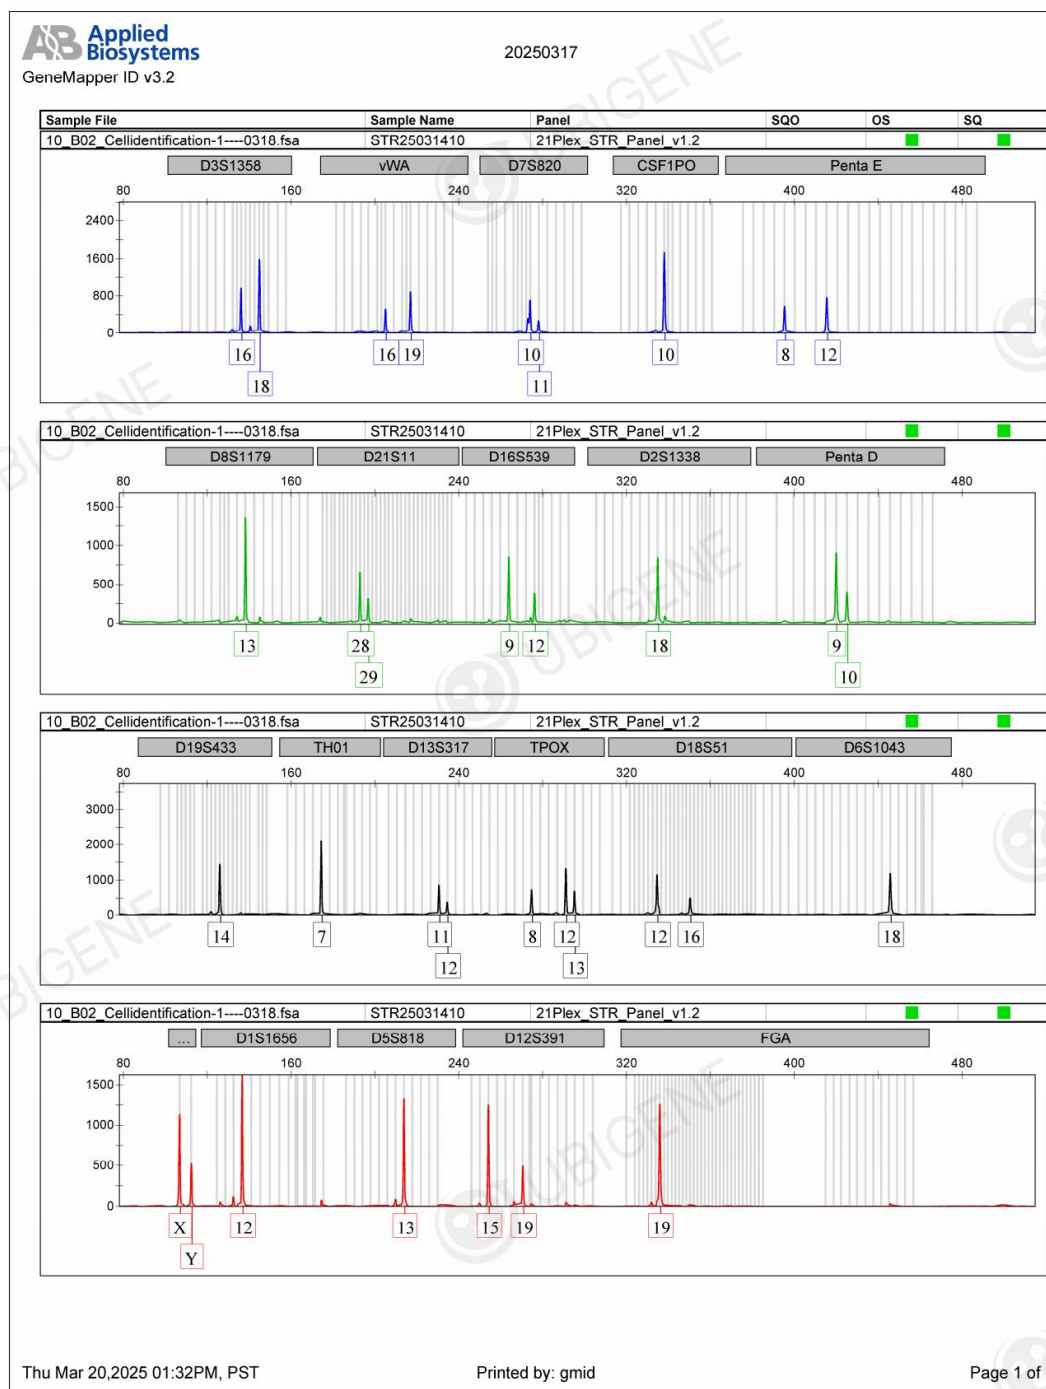 AB Applied Biosystems
20250317
GeneMapper ID v3.2
Sample File Sample Name Panel SQO OS SQ
10_B02_Cellidentification-1----0318.fsa STR25031410 21Plex_STR_Panel_v1.2
D3S1358 vWA D7S820 CSF1PO Penta E
80 160 240 320 400 480
2400
1600
800
0
16 16 19 10 10 8 12
18 11
10_B02_Cellidentification-1----0318.fsa STR25031410 21Plex_STR_Panel_v1.2
D8S1179 D21S11 D16S539 D2S1338 Penta D
80 160 240 320 400 480
1500
1000
500
0
13 28 9 12 18 9
29 10
10_B02_Cellidentification-1----0318.fsa STR25031410 21Plex_STR_Panel_v1.2
D19S433 TH01 D13S317 TPOX D18S51 D6S1043
80 160 240 320 400 480
3000
2000
1000
0
14 7 11 8 12 12 16 18
12 13
10_B02_Cellidentification-1----0318.fsa STR25031410 21Plex_STR_Panel_v1.2
... D1S1656 D5S818 D12S391 FGA
80 160 240 320 400 480
1500
1000
500
0
X 12 13 15 19 19
Y
Thu Mar 20,2025 01:32PM, PST Printed by: gmid Page 1 of
UBIGENE
UBIGENE
UBIGENE
UBIGENE
UBIGENE